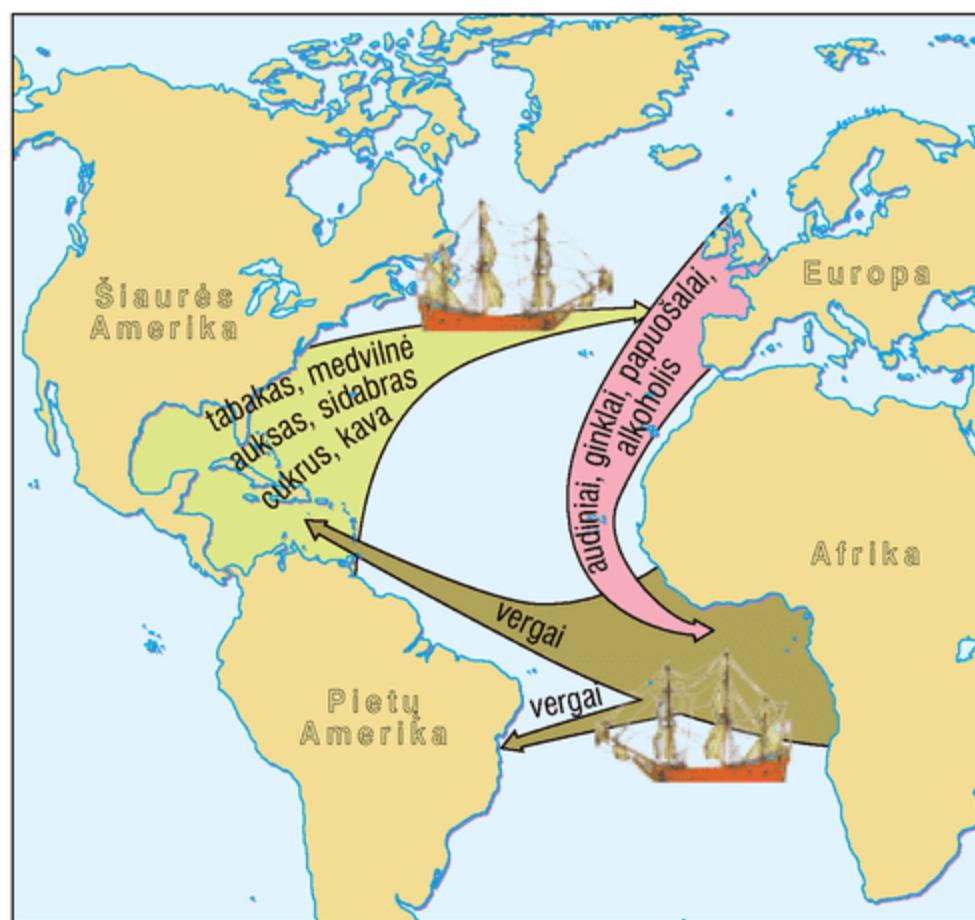 Šiaurės
Amerika
Europa
tabakas, medvilnė
auksas, sidabras
cukrus, kava
audiniai, ginklai, papuošalai,
alkoholis
Afrika
vergai
vergai
Pietų
Amerika